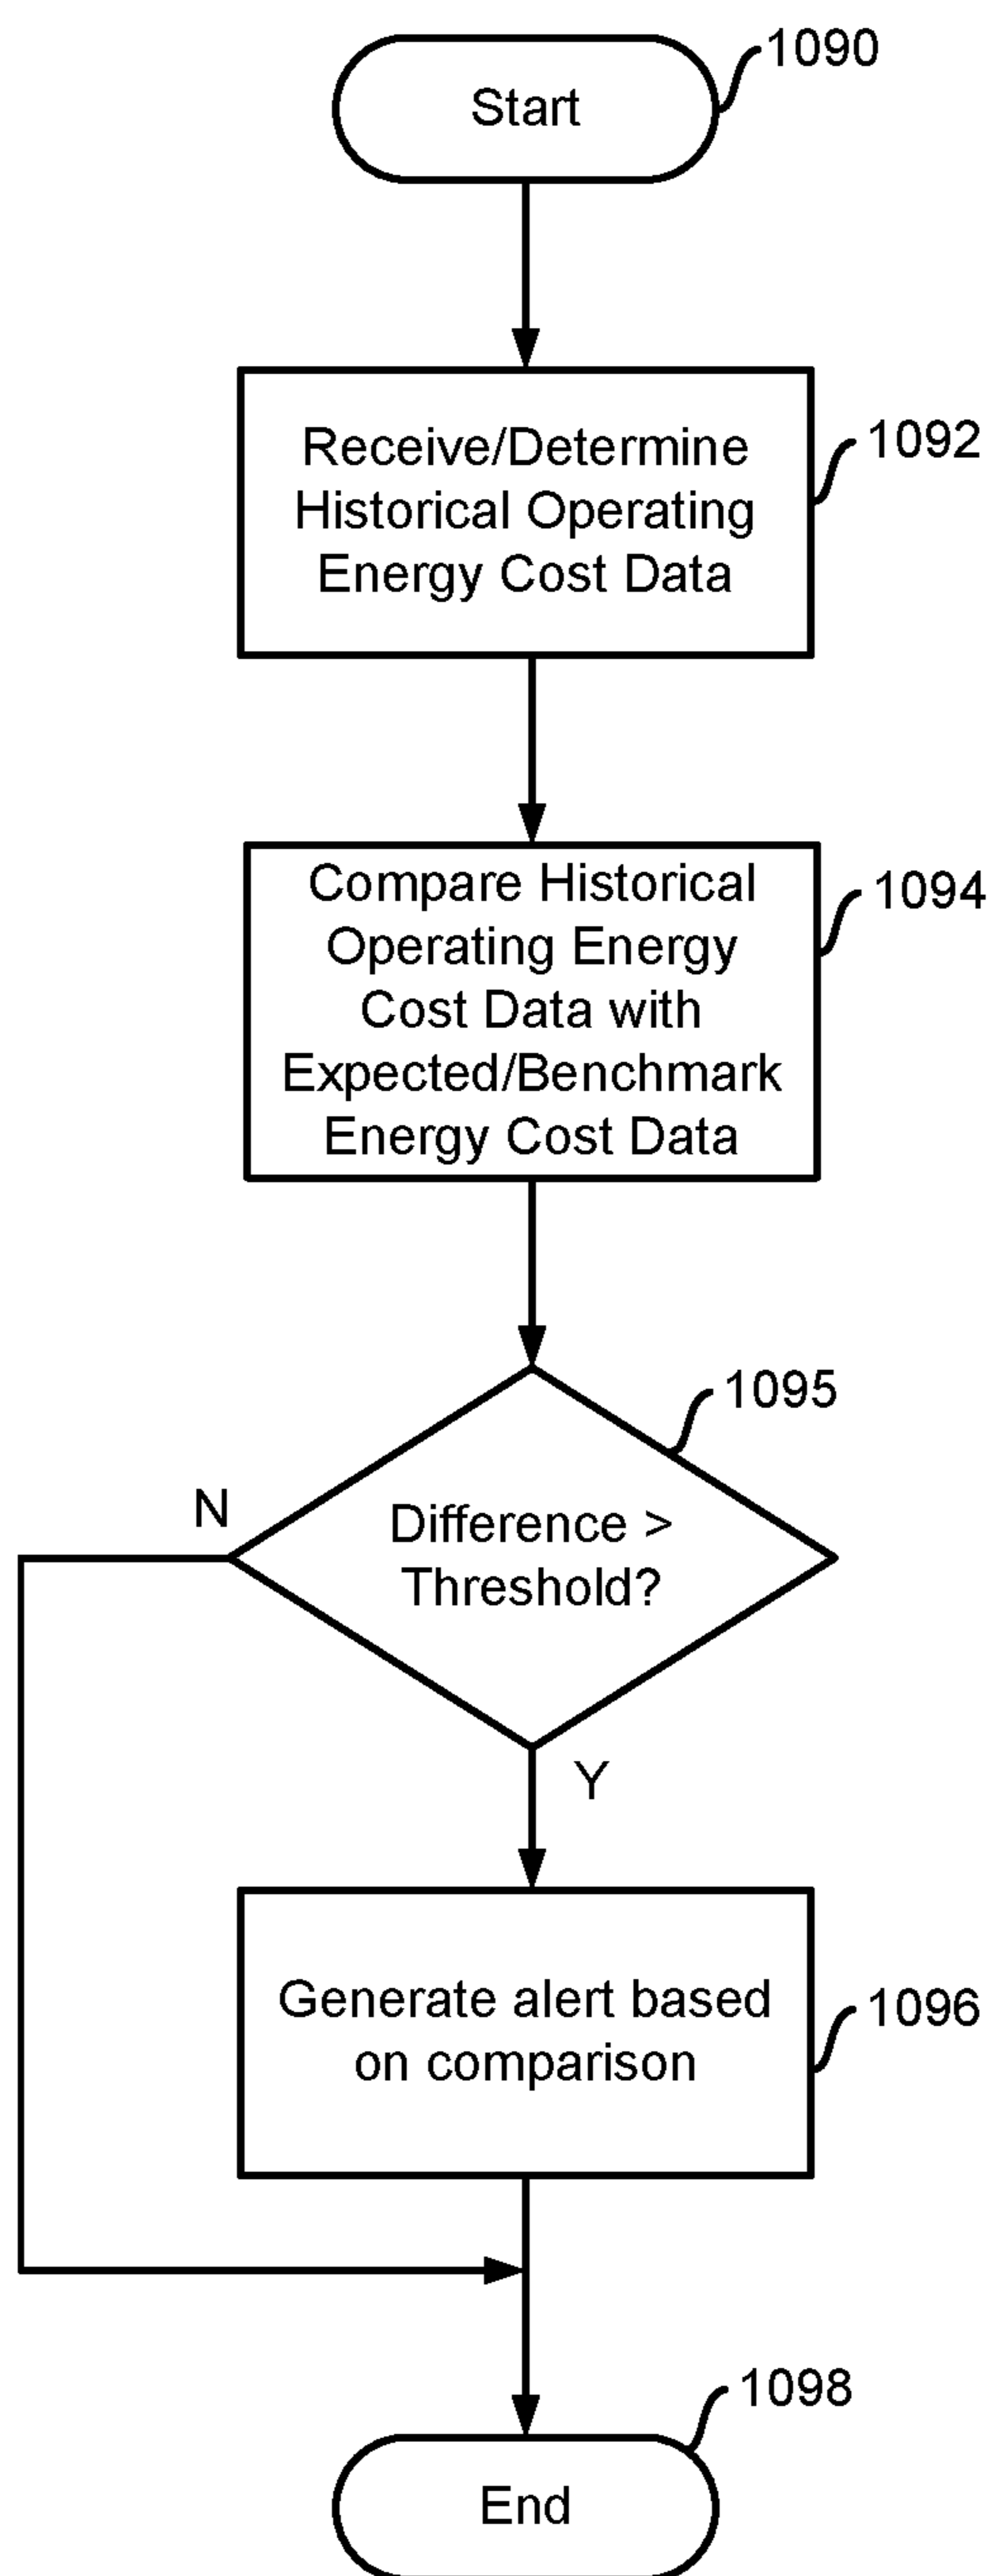 Start
1090
Receive/Determine
Historical Operating
Energy Cost Data
1092
Compare Historical
Operating Energy
Cost Data with
Expected/Benchmark
Energy Cost Data
1094
Difference >
Threshold?
1095
N
Y
Generate alert based
on comparison
1096
End
1098